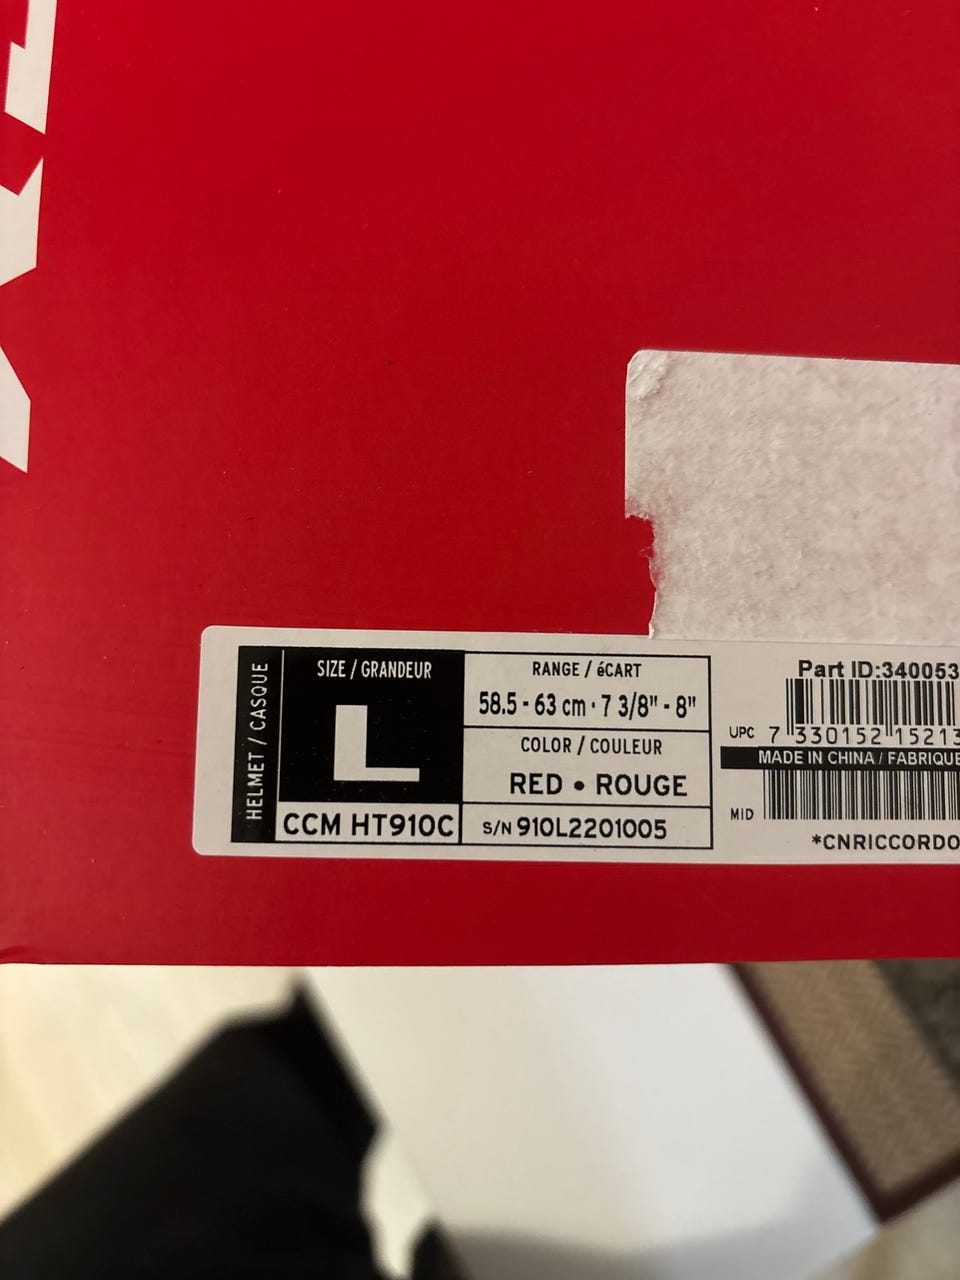 HELMET / CASQUE
SIZE / GRANDEUR
L
CCM HT910C
RANGE / éCART
58.5 - 63 cm · 7 3/8" - 8"
COLOR / COULEUR
RED • ROUGE
S/N 910L2201005
Part ID:340053
UPC 7 330152 15213
MADE IN CHINA / FABRIQUE
MID
*CNRICCORDO